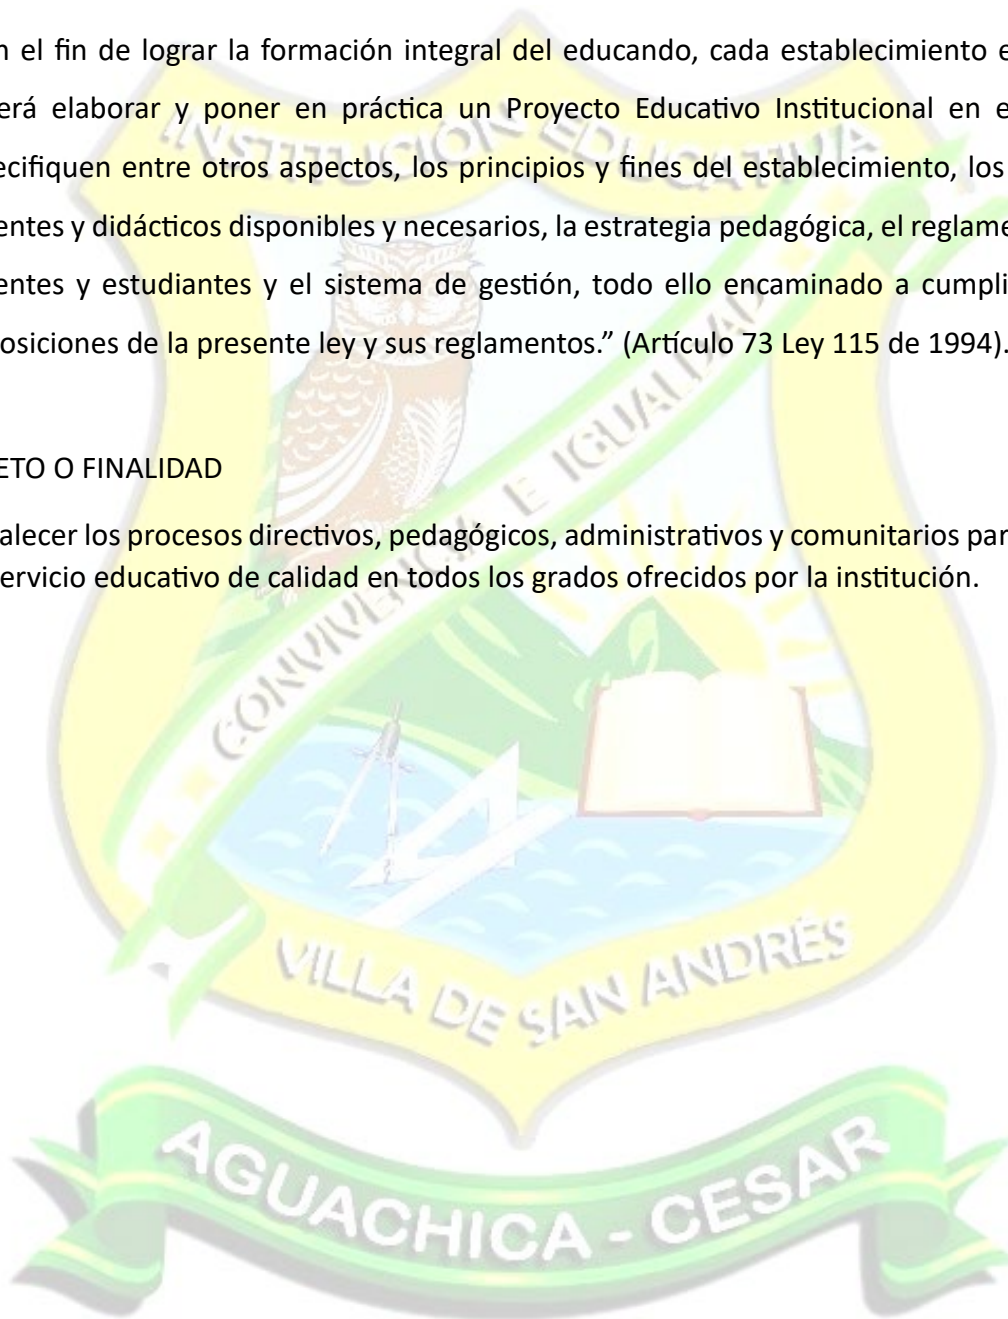 n el fin de lograr la formación integral del educando, cada establecimiento e
erá elaborar y poner en práctica un Proyecto Educativo Institucional en e
ecifiquen entre otros aspectos, los principios y fines del establecimiento, los
entes y didácticos disponibles y necesarios, la estrategia pedagógica, el reglame
entes y estudiantes y el sistema de gestión, todo ello encaminado a cumpli
osiciones de la presente ley y sus reglamentos.” (Artículo 73 Ley 115 de 1994).
ETO O FINALIDAD
alecer los procesos directivos, pedagógicos, administrativos y comunitarios par
ervicio educativo de calidad en todos los grados ofrecidos por la institución.
INSTITUCIÓN EDUCATIVA
CONVIVENCIA E IGUALDAD
VILLA DE SAN ANDRÉS
AGUACHICA - CESAR